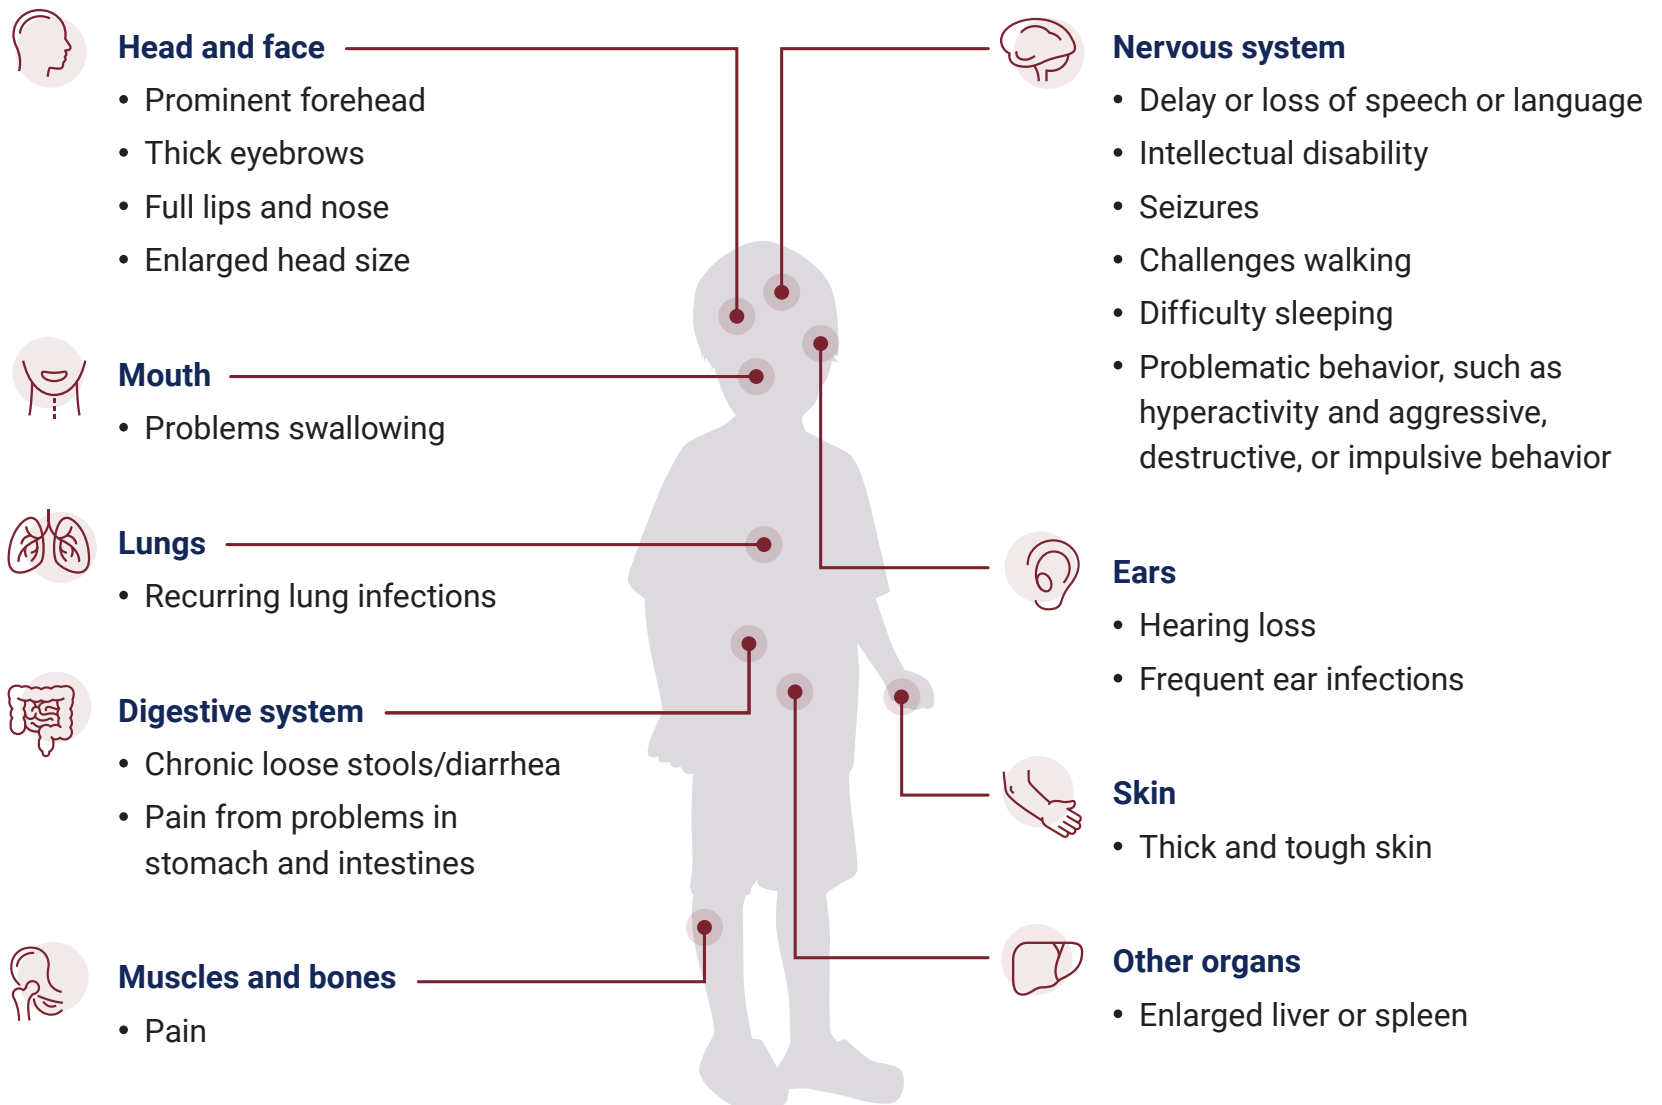 Head and face
• Prominent forehead
• Thick eyebrows
• Full lips and nose
• Enlarged head size
Mouth
• Problems swallowing
Lungs
• Recurring lung infections
Digestive system
• Chronic loose stools/diarrhea
• Pain from problems in
stomach and intestines
Muscles and bones
• Pain
Nervous system
• Delay or loss of speech or language
• Intellectual disability
• Seizures
• Challenges walking
• Difficulty sleeping
• Problematic behavior, such as
hyperactivity and aggressive,
destructive, or impulsive behavior
Ears
• Hearing loss
• Frequent ear infections
Skin
• Thick and tough skin
Other organs
• Enlarged liver or spleen